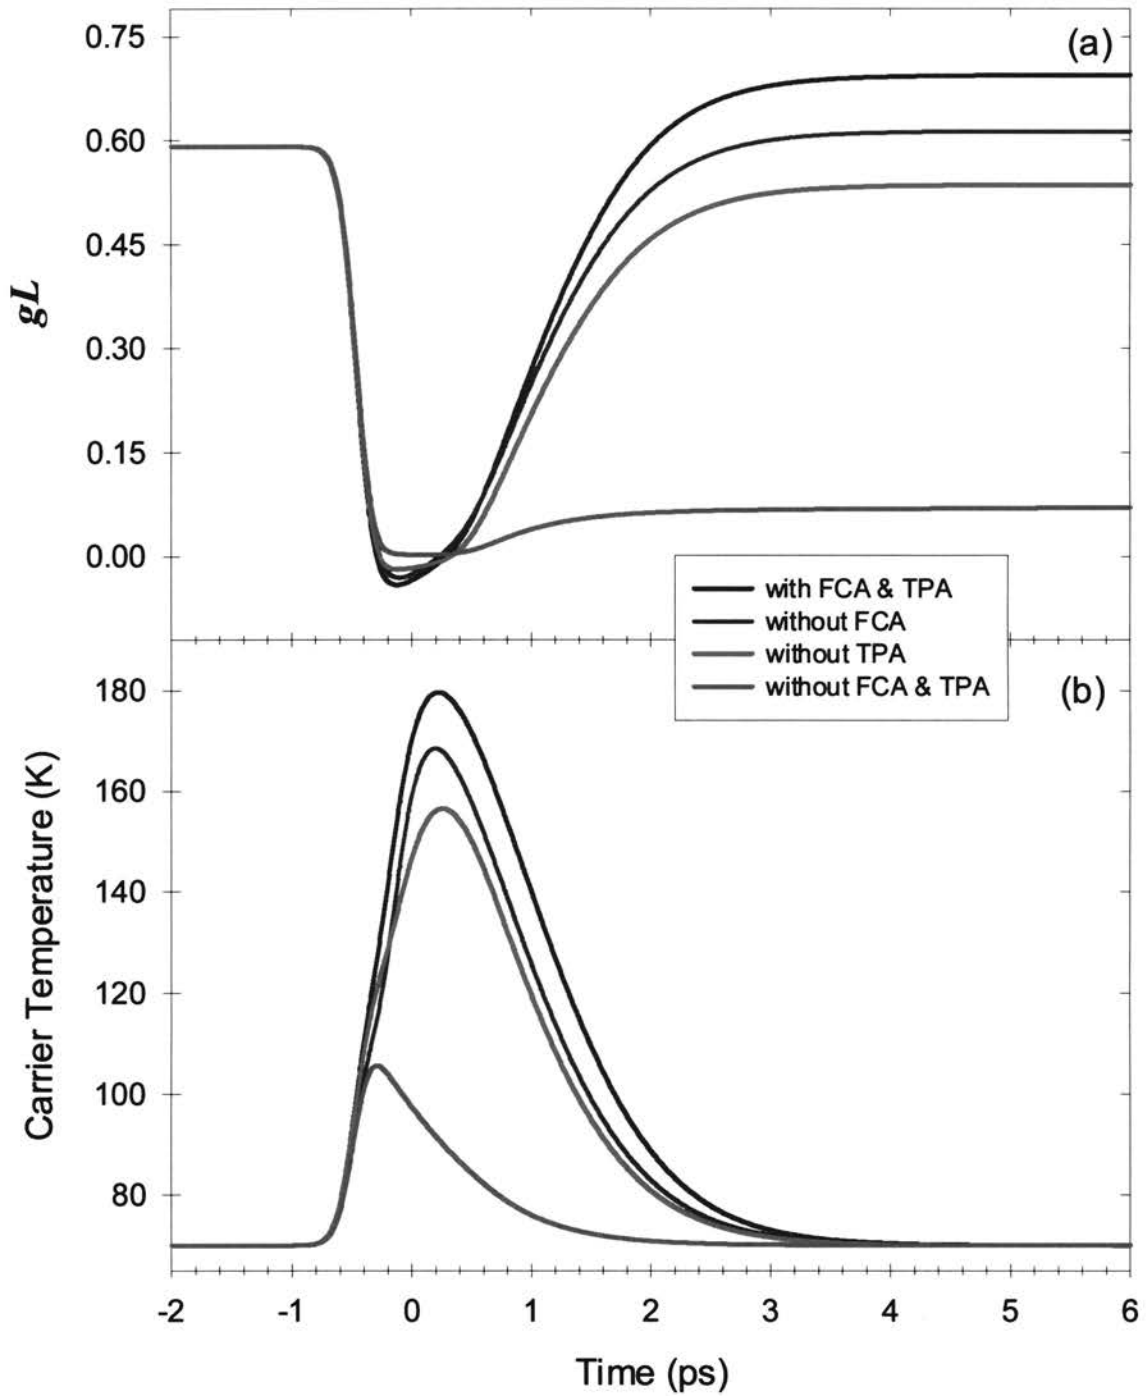 (a)
0.75
0.60
0.45
0.30
0.15
0.00
gL
with FCA & TPA
without FCA
without TPA
without FCA & TPA
(b)
180
160
140
120
100
80
Carrier Temperature (K)
-2 -1 0 1 2 3 4 5 6
Time (ps)